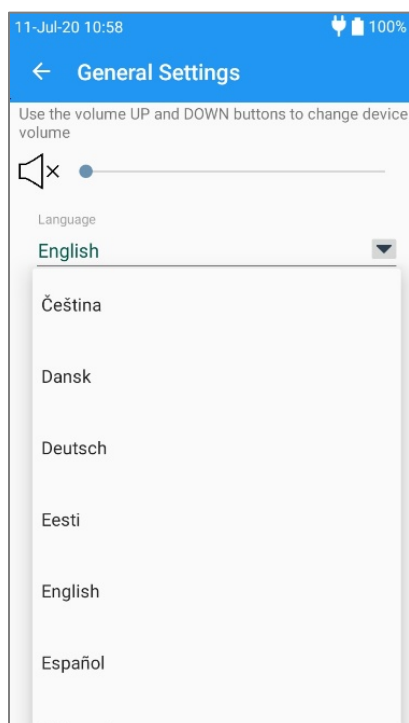 11-Jul-20 10:58 100%
General Settings
Use the volume UP and DOWN buttons to change device
volume
Language
English
Čeština
Dansk
Deutsch
Eesti
English
Español